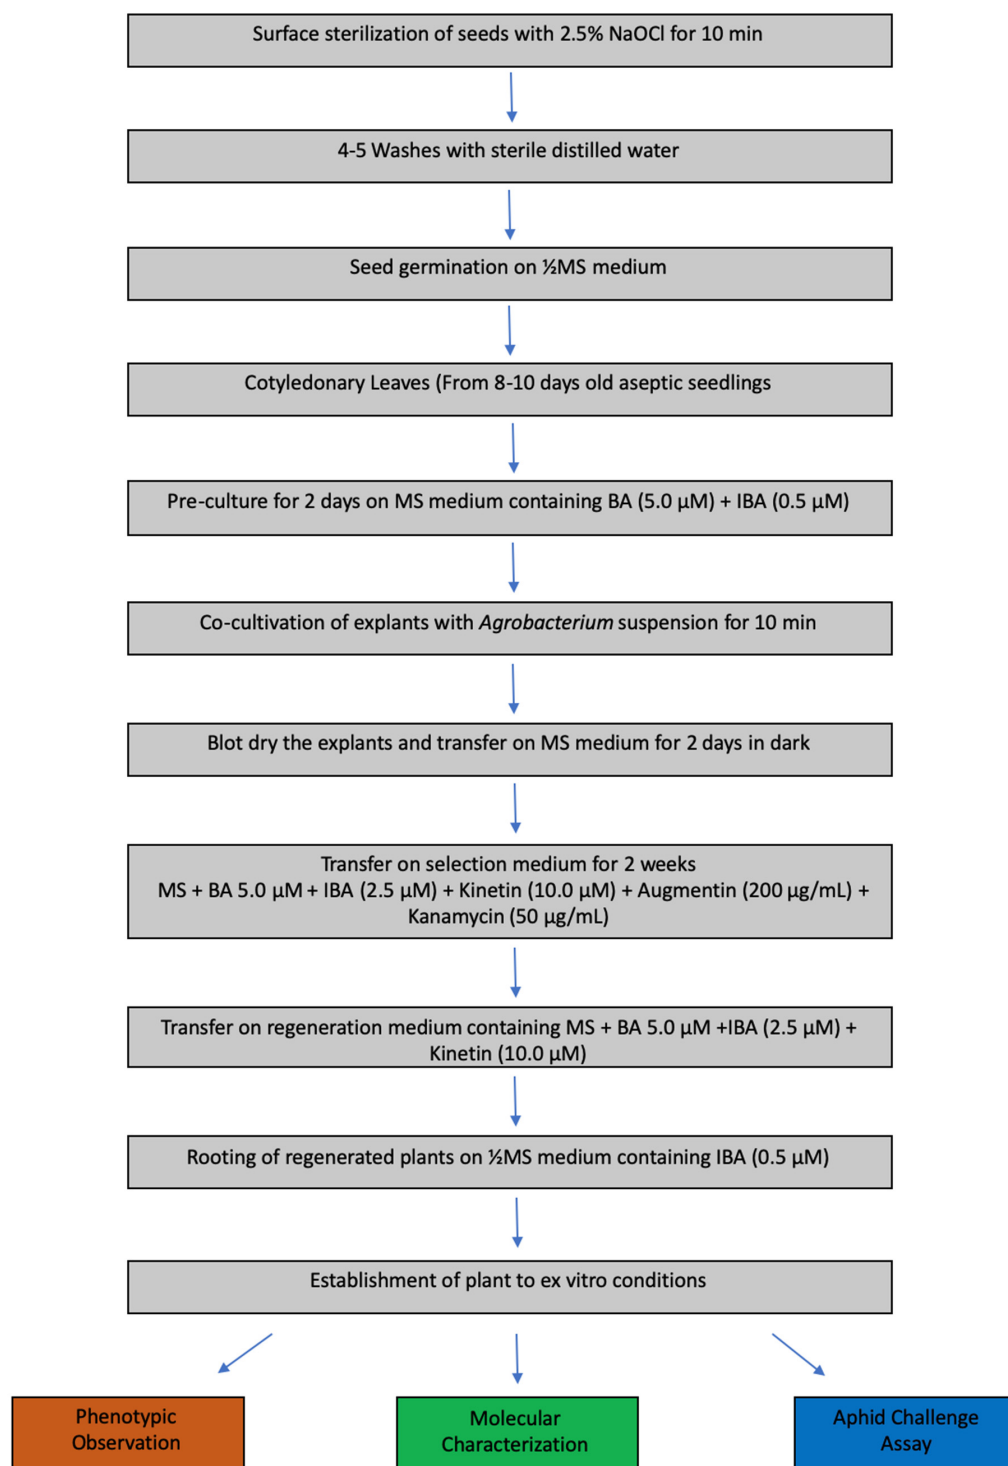 Surface sterilization of seeds with 2.5% NaOCl for 10 min
4-5 Washes with sterile distilled water
Seed germination on ½MS medium
Cotyledonary Leaves (From 8-10 days old aseptic seedlings
Pre-culture for 2 days on MS medium containing BA (5.0 µM) + IBA (0.5 µM)
Co-cultivation of explants with Agrobacterium suspension for 10 min
Blot dry the explants and transfer on MS medium for 2 days in dark
Transfer on selection medium for 2 weeks
MS + BA 5.0 µM + IBA (2.5 µM) + Kinetin (10.0 µM) + Augmentin (200 µg/mL) +
Kanamycin (50 µg/mL)
Transfer on regeneration medium containing MS + BA 5.0 µM +IBA (2.5 µM) +
Kinetin (10.0 µM)
Rooting of regenerated plants on ½MS medium containing IBA (0.5 µM)
Establishment of plant to ex vitro conditions
Phenotypic
Observation
Molecular
Characterization
Aphid Challenge
Assay